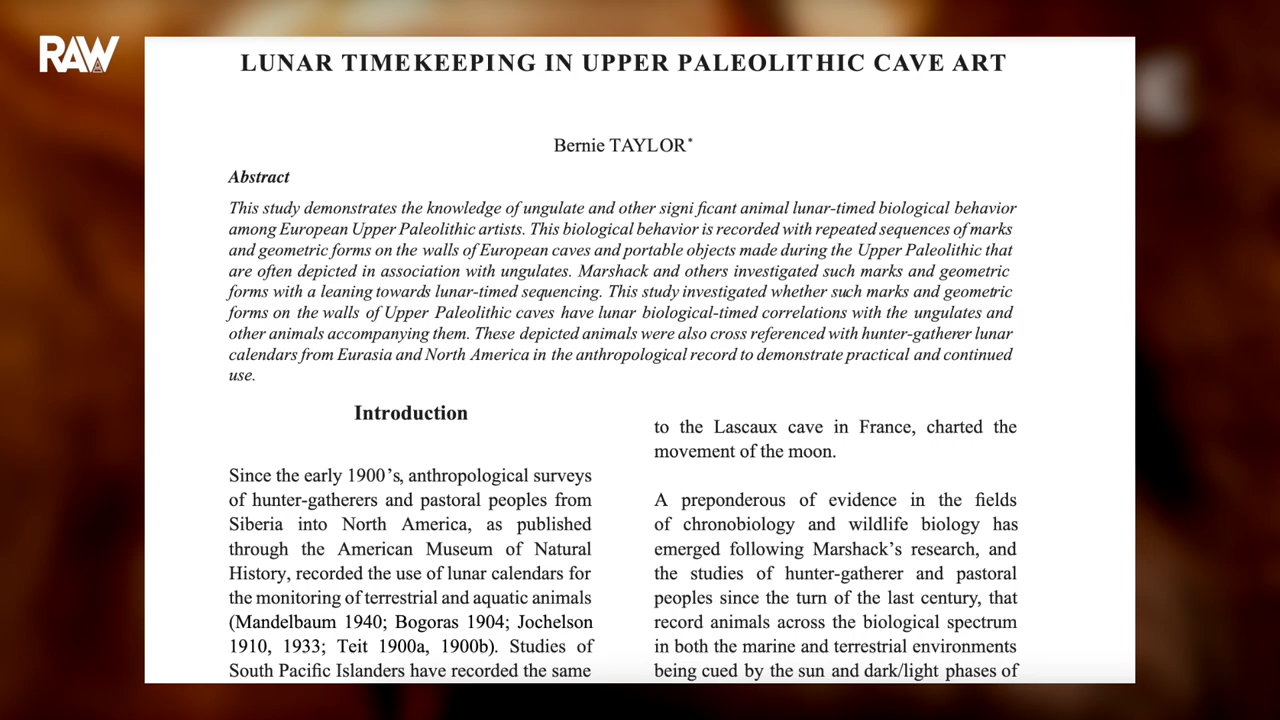 RAW
LUNAR TIMEKEEPING IN UPPER PALEOLITHIC CAVE ART
Bernie TAYLOR*
Abstract
This study demonstrates the knowledge of ungulate and other signi ficant animal lunar-timed biological behavior
among European Upper Paleolithic artists. This biological behavior is recorded with repeated sequences of marks
and geometric forms on the walls of European caves and portable objects made during the Upper Paleolithic that
are often depicted in association with ungulates. Marshack and others investigated such marks and geometric
forms with a leaning towards lunar-timed sequencing. This study investigated whether such marks and geometric
forms on the walls of Upper Paleolithic caves have lunar biological-timed correlations with the ungulates and
other animals accompanying them. These depicted animals were also cross referenced with hunter-gatherer lunar
calendars from Eurasia and North America in the anthropological record to demonstrate practical and continued
use.
Introduction
Since the early 1900's, anthropological surveys
of hunter-gatherers and pastoral peoples from
Siberia into North America, as published
through the American Museum of Natural
History, recorded the use of lunar calendars for
the monitoring of terrestrial and aquatic animals
(Mandelbaum 1940; Bogoras 1904; Jochelson
1910, 1933; Teit 1900a, 1900b). Studies of
South Pacific Islanders have recorded the same
to the Lascaux cave in France, charted the
movement of the moon.
A preponderous of evidence in the fields
of chronobiology and wildlife biology has
emerged following Marshack's research, and
the studies of hunter-gatherer and pastoral
peoples since the turn of the last century, that
record animals across the biological spectrum
in both the marine and terrestrial environments
being cued by the sun and dark/light phases of